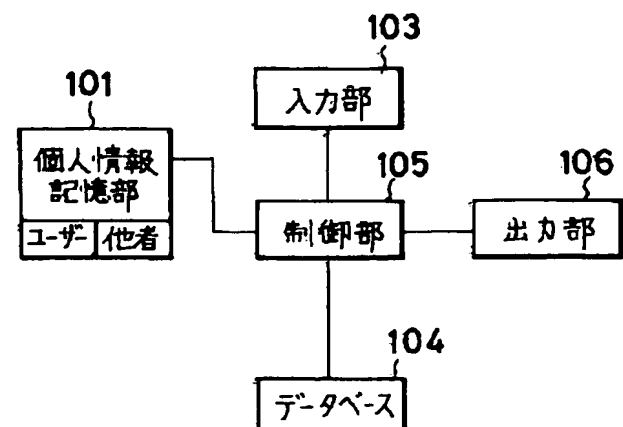 103
入力部
101
個人情報
記憶部
ユーザー 他者
105
制御部
106
出力部
104
データベース